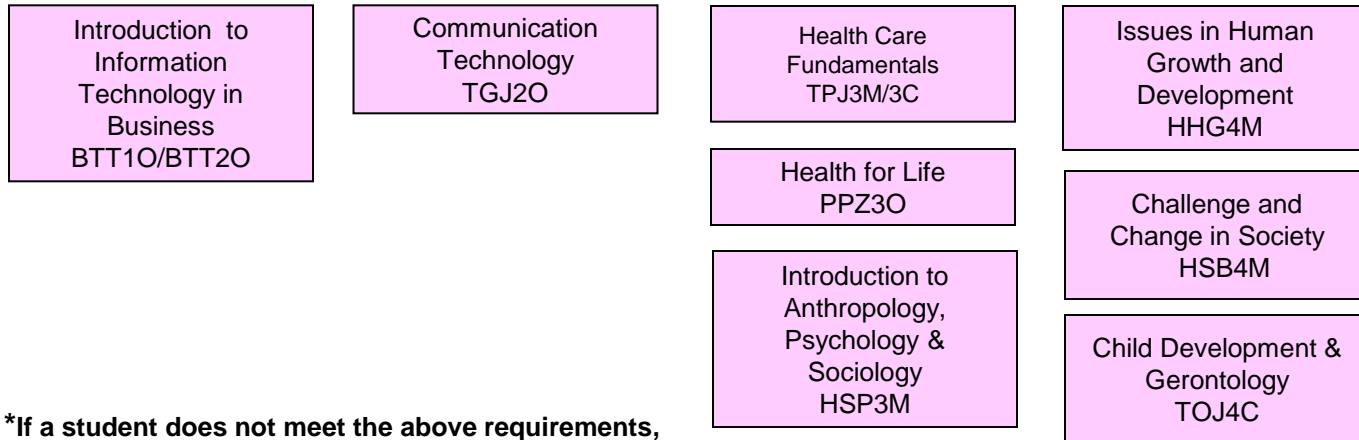 Introduction to
Information
Technology in
Business
BTT1O/BTT2O
Communication
Technology
TGJ2O
Health Care
Fundamentals
TPJ3M/3C
Health for Life
PPZ3O
Introduction to
Anthropology,
Psychology &
Sociology
HSP3M
Issues in Human
Growth and
Development
HHG4M
Challenge and
Change in Society
HSB4M
Child Development &
Gerontology
TOJ4C
*If a student does not meet the above requirements,